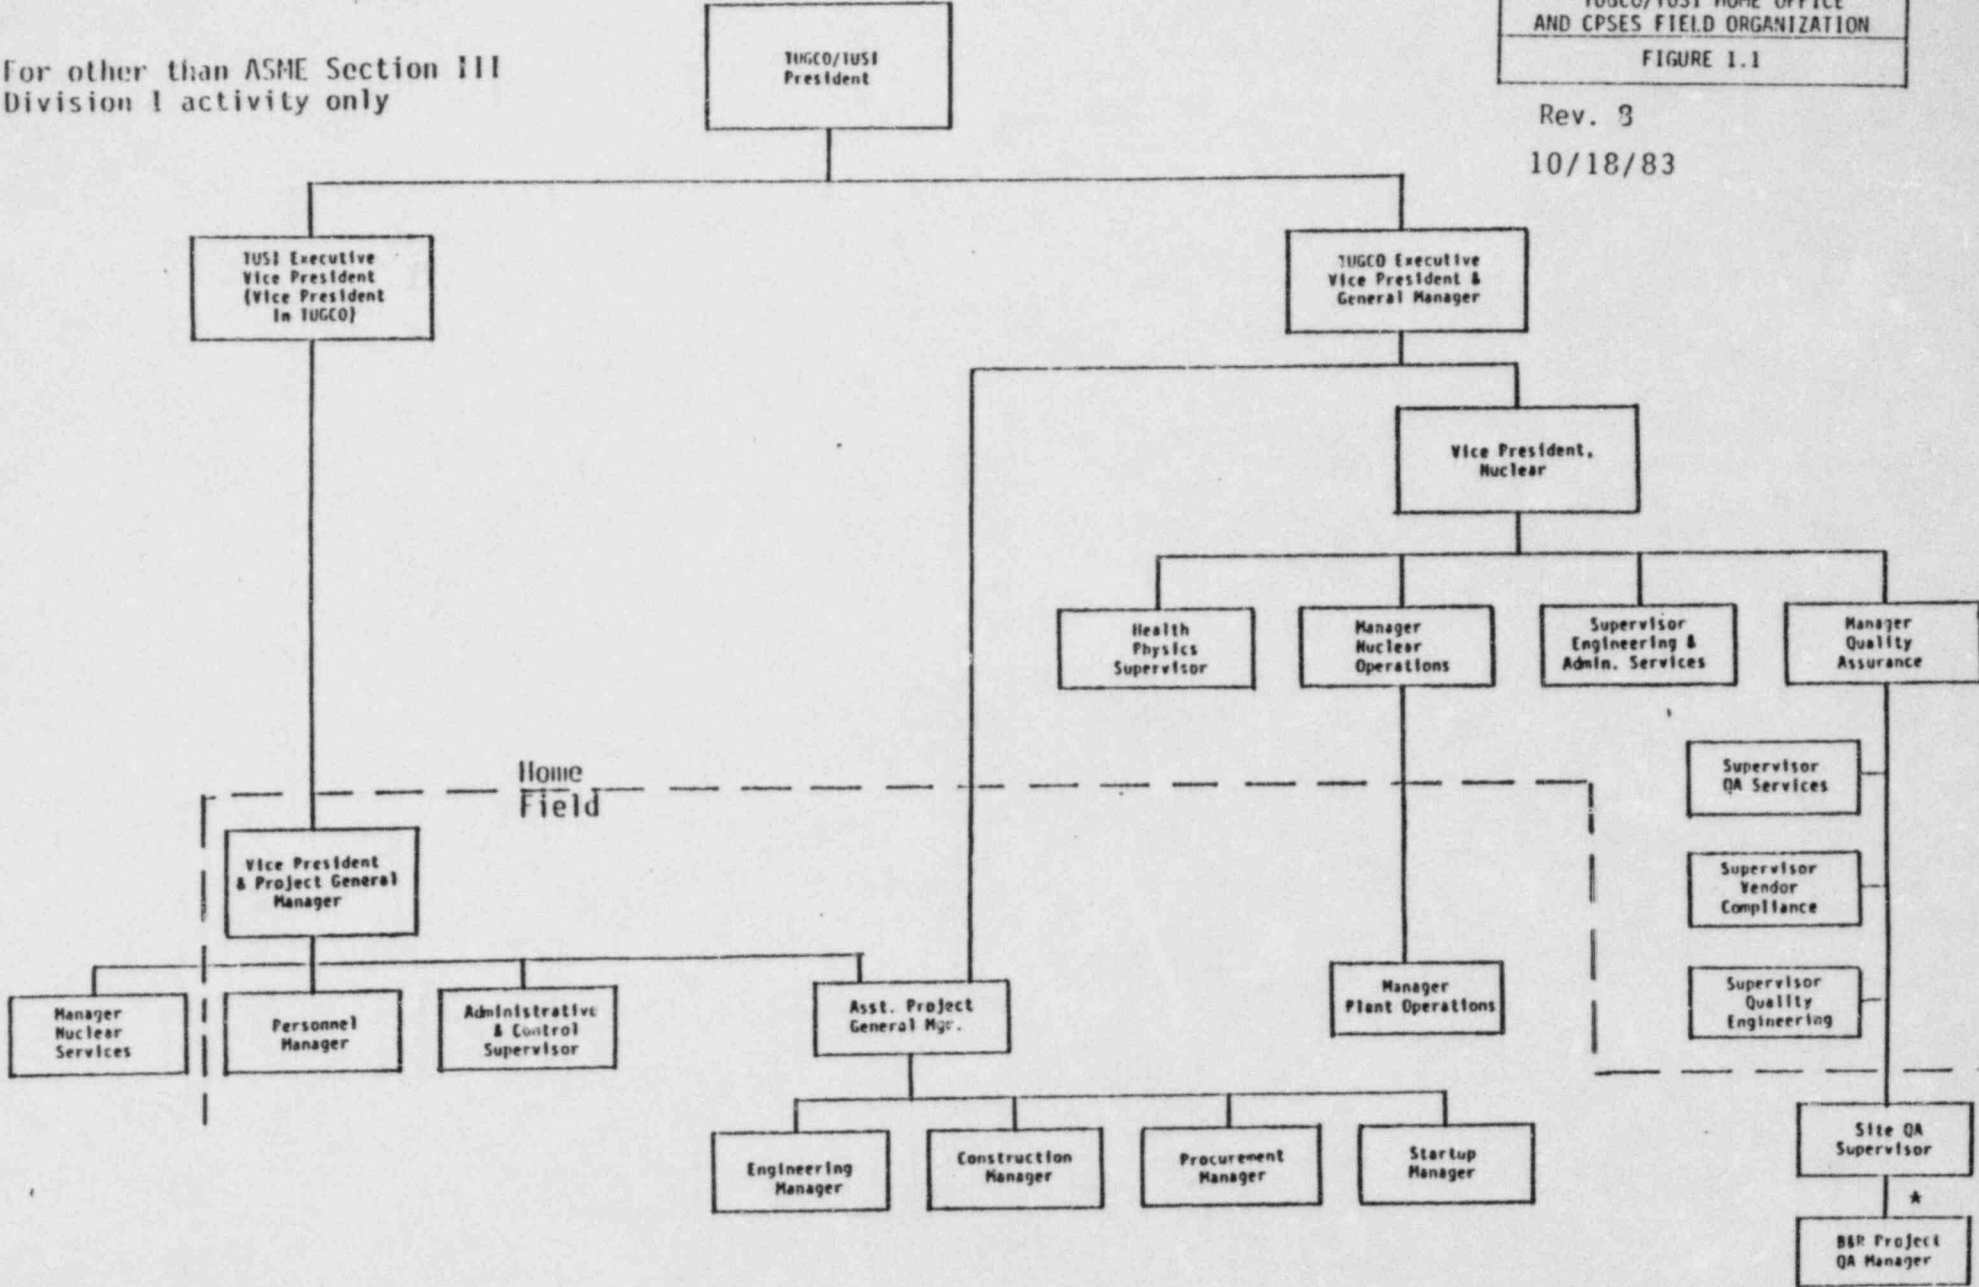 TUGCO/TUSI HOME OFFICE
AND CPSES FIELD ORGANIZATION
FIGURE 1.1
For other than ASME Section III
Division 1 activity only
Rev.
10/18/83
TUGCO/TUSI
President
TUSI Executive
Vice President
(Vice President
In TUGCO)
TUGCO Executive
Vice President &
General Manager
Vice President,
Nuclear
Health
Physics
Supervisor
Manager
Nuclear
Operations
Supervisor
Engineering &
Admin. Services
Manager
Quality
Assurance
Supervisor
QA Services
Home
Field
Vice President
& Project General
Manager
Supervisor
Vendor
Compliance
Supervisor
Quality
Engineering
Manager
Nuclear
Services
Personnel
Manager
Administrative
& Control
Supervisor
Asst. Project
General Mgr.
Manager
Plant Operations
Engineering
Manager
Construction
Manager
Procurement
Manager
Startup
Manager
Site QA
Supervisor
*
B&R Project
QA Manager